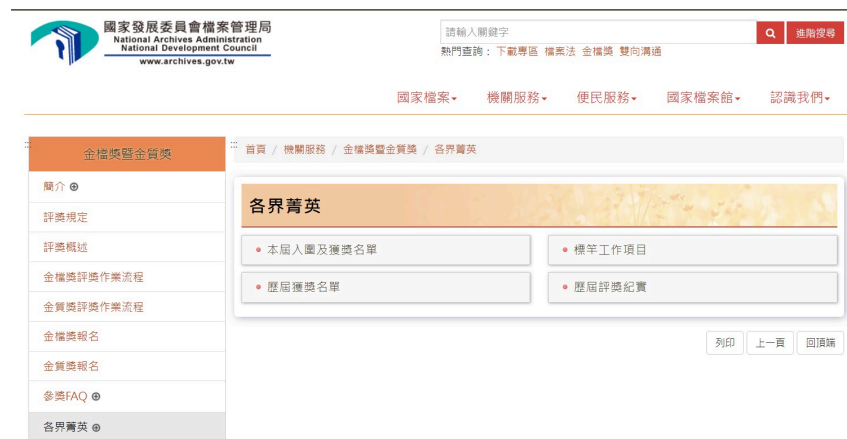 國家發展委員會檔案管理局
National Archives Administration
National Development Council
www.archives.gov.tw
請輸入關鍵字
進階搜尋
熱門查詢： 下載專區 檔案法 金檔獎 雙向溝通
國家檔案 機關服務 便民服務 國家檔案館 認識我們
:::
金檔獎暨金質獎
簡介
評獎規定
評獎概述
金檔獎評獎作業流程
金質獎評獎作業流程
金檔獎報名
金質獎報名
參獎FAQ
各界菁英
:::
首頁 / 機關服務 / 金檔獎暨金質獎 / 各界菁英
各界菁英
本屆入圍及獲獎名單
標竿工作項目
歷屆獲獎名單
歷屆評獎紀實
列印 上一頁 回頂端